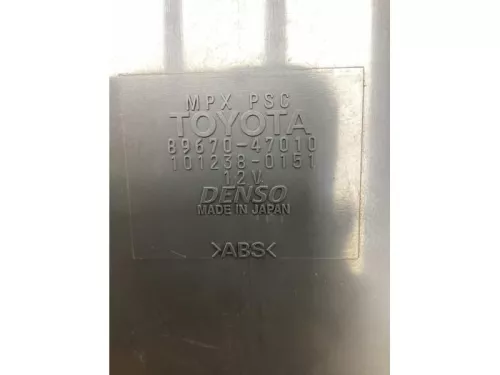 MPX PSC
TOYOTA
89670-47010
101238-0151
12V
DENSO
MADE IN JAPAN
>ABS<